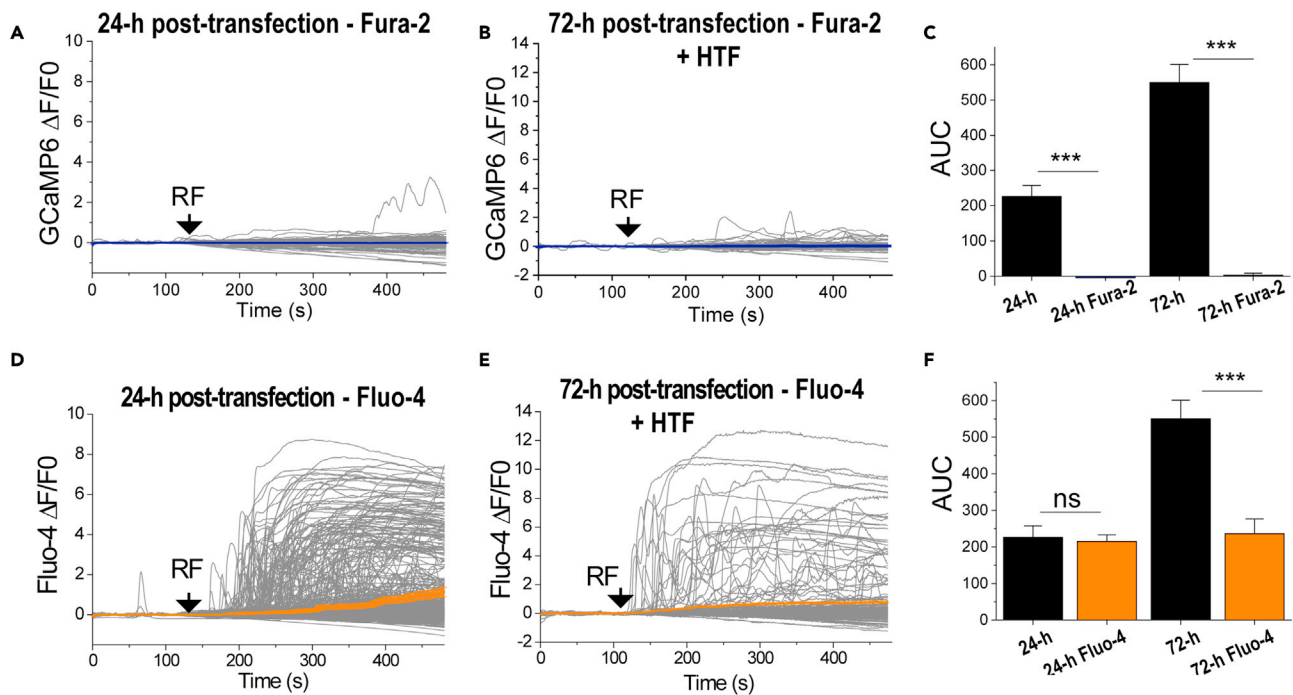 A
24-h post-transfection - Fura-2
10
8
6
4
2
0
GCaMP6 ΔF/F0
RF
0 100 200 300 400
Time (s)
B
72-h post-transfection - Fura-2
+ HTF
14
12
10
8
6
4
2
0
-2
GCaMP6 ΔF/F0
RF
0 100 200 300 400
Time (s)
C
600
500
400
300
200
100
0
AUC
***
***
24-h
24-h Fura-2
72-h
72-h Fura-2
D
24-h post-transfection - Fluo-4
10
8
6
4
2
0
Fluo-4 ΔF/F0
RF
0 100 200 300 400
Time (s)
E
72-h post-transfection - Fluo-4
+ HTF
14
12
10
8
6
4
2
0
-2
Fluo-4 ΔF/F0
RF
0 100 200 300 400
Time (s)
F
600
500
400
300
200
100
0
AUC
ns
***
24-h
24-h Fluo-4
72-h
72-h Fluo-4